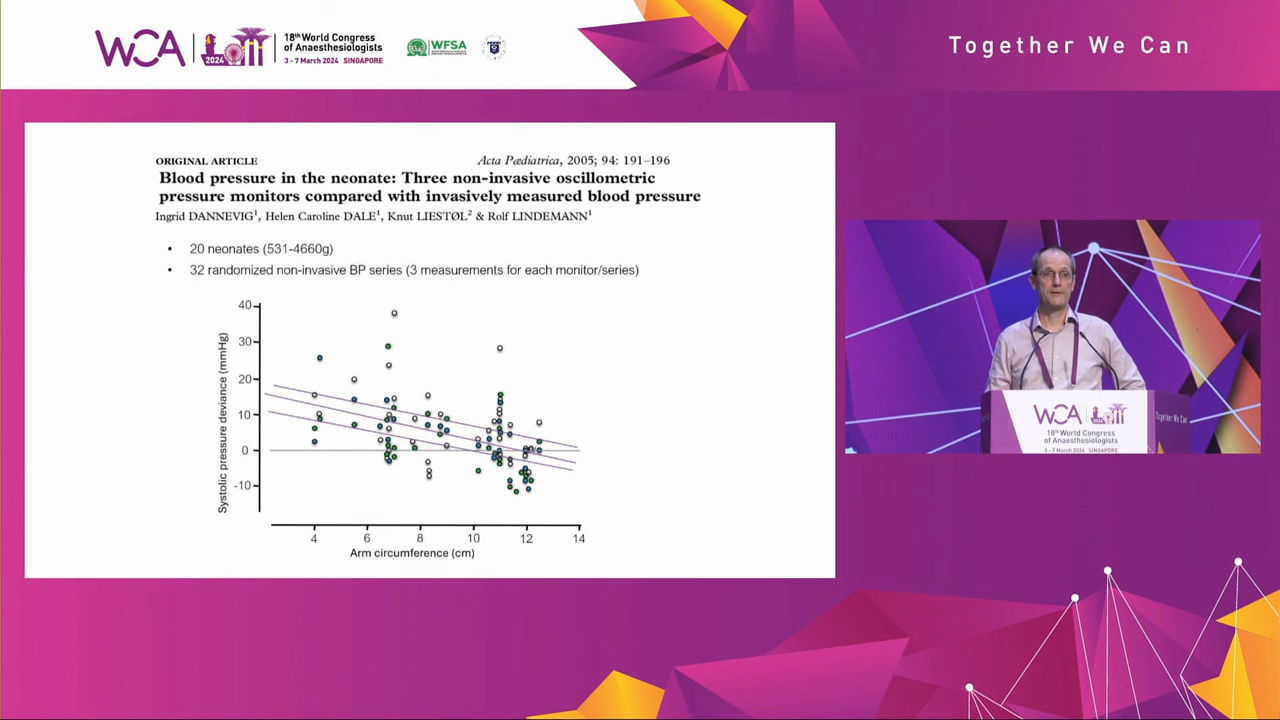 WCA
2024
18th World Congress
of Anaesthesiologists
3 - 7 March 2024 SINGAPORE
WFSA
Together We Can
ORIGINAL ARTICLE
Acta Pædiatrica, 2005; 94: 191–196
Blood pressure in the neonate: Three non-invasive oscillometric
pressure monitors compared with invasively measured blood pressure
Ingrid DANNEVIG1, Helen Caroline DALE1, Knut LIESTØL2 & Rolf LINDEMANN1
• 20 neonates (531-4660g)
• 32 randomized non-invasive BP series (3 measurements for each monitor/series)
Systolic pressure deviance (mmHg)
40
30
20
10
0
-10
4 6 8 10 12 14
Arm circumference (cm)
WCA
18th World Congress
of Anaesthesiologists
3 - 7 March 2024 SINGAPORE
Together We Can